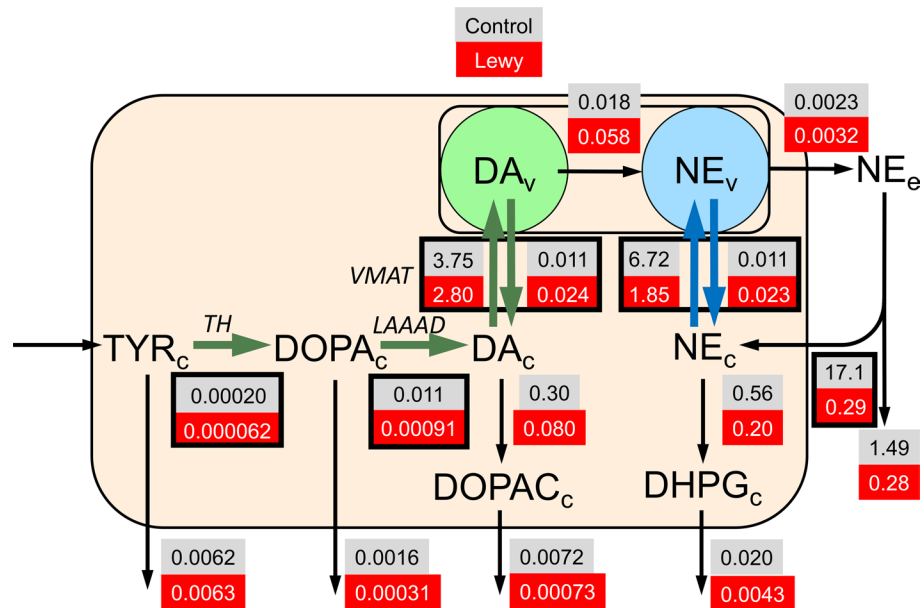 Control
Lewy
0.018
0.058
0.0023
0.0032
DAv
NEv
NEe
VMAT
3.75
2.80
0.011
0.024
6.72
1.85
0.011
0.023
TH
LAAAD
TYRc
DOPAc
DAc
NEc
0.00020
0.000062
0.011
0.00091
0.30
0.080
0.56
0.20
17.1
0.29
1.49
0.28
DOPACc
DHPGc
0.0062
0.0063
0.0016
0.00031
0.0072
0.00073
0.020
0.0043